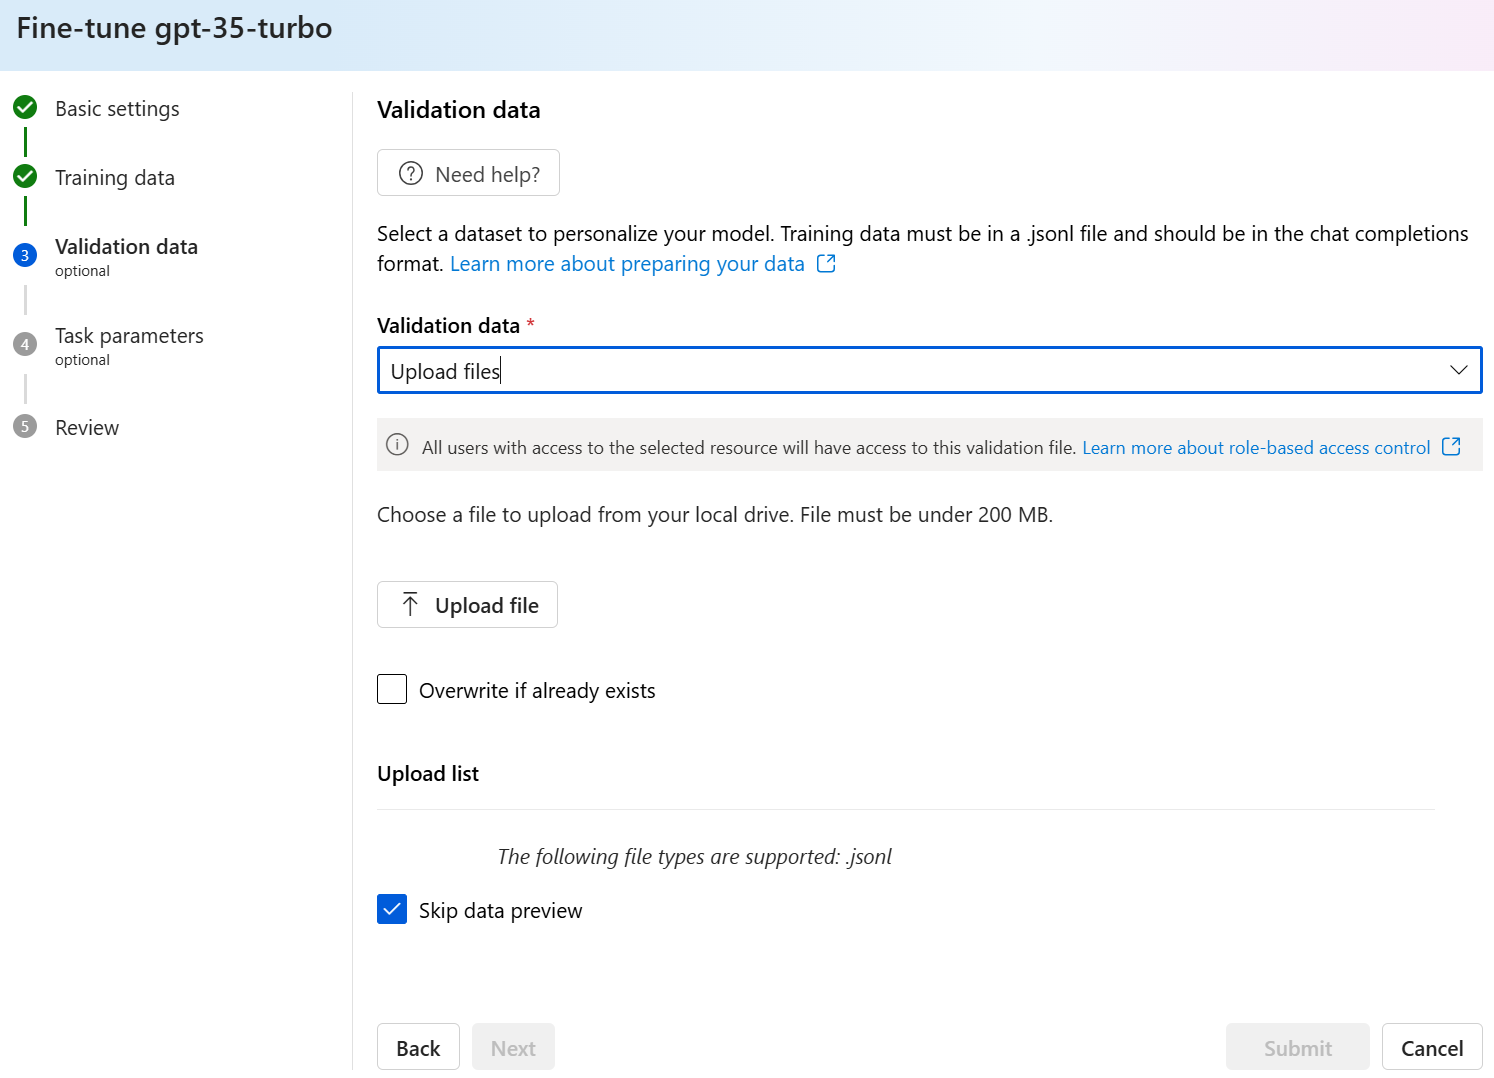 Fine-tune gpt-35-turbo
Basic settings
Training data
3
Validation data
optional
4
Task parameters
optional
5
Review
Validation data
Need help?
Select a dataset to personalize your model. Training data must be in a .jsonl file and should be in the chat completions
format. Learn more about preparing your data
Validation data *
Upload files
All users with access to the selected resource will have access to this validation file. Learn more about role-based access control
Choose a file to upload from your local drive. File must be under 200 MB.
Upload file
Overwrite if already exists
Upload list
The following file types are supported: .jsonl
Skip data preview
Back
Next
Submit
Cancel